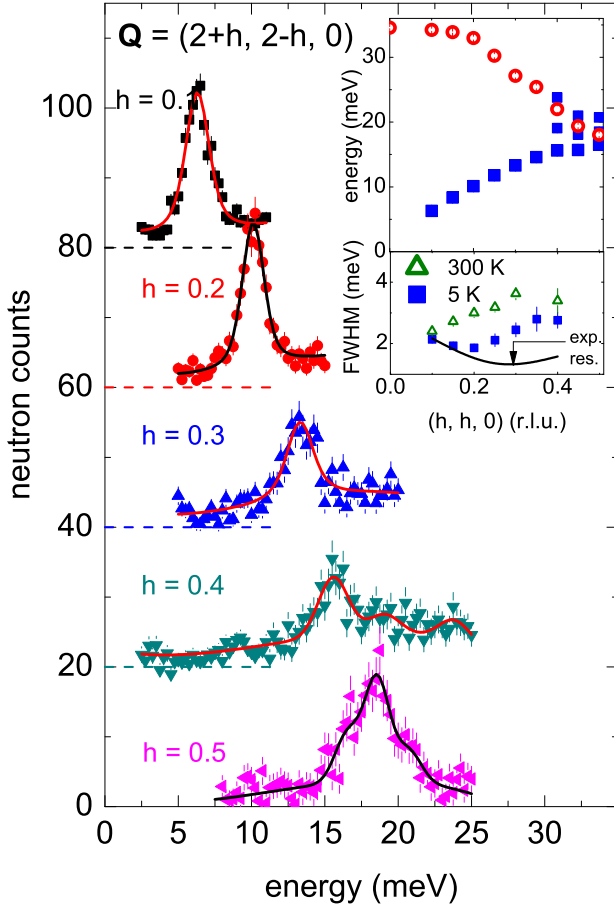 Q = (2+h, 2-h, 0)
h = 0.1
h = 0.2
h = 0.3
h = 0.4
h = 0.5
neutron counts
100
80
60
40
20
0
0 5 10 15 20 25 30
energy (meV)
energy (meV)
30
20
10
0
FWHM (meV)
4
2
300 K
5 K
exp.
res.
0.0 0.2 0.4
(h, h, 0) (r.l.u.)